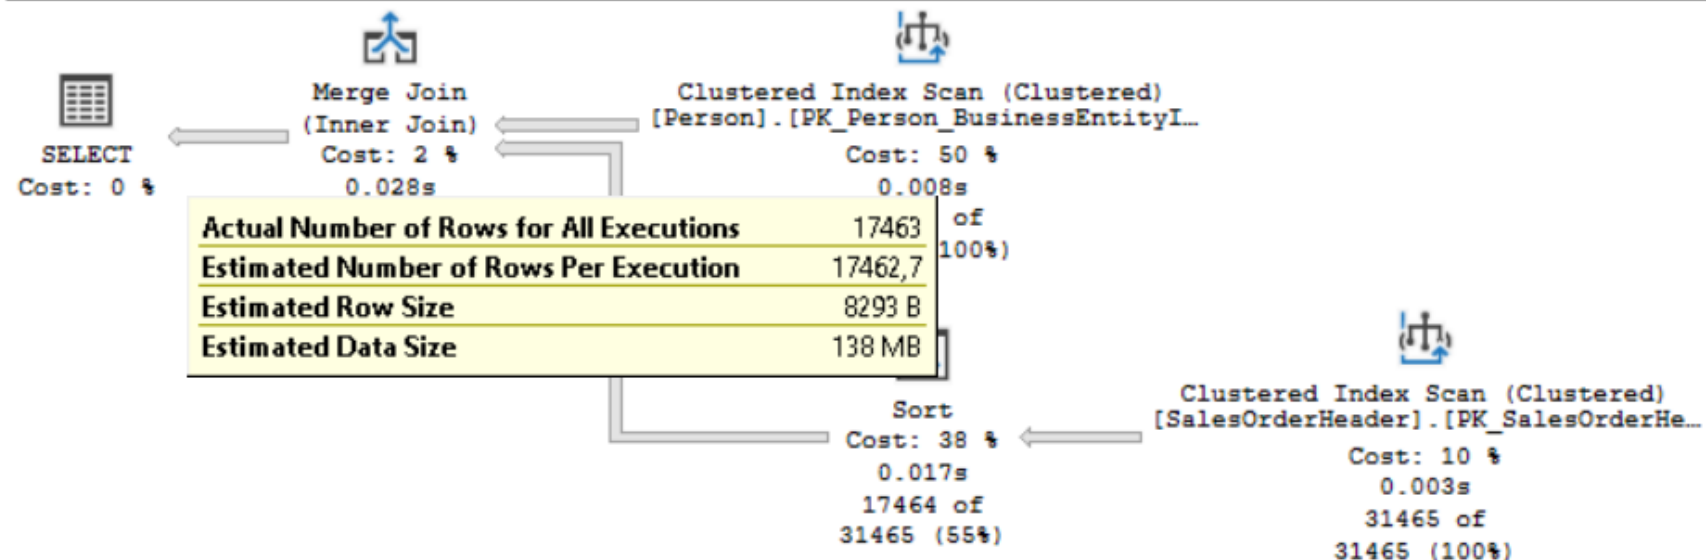 Merge Join
(Inner Join)
Cost: 2 %
0.028s
Clustered Index Scan (Clustered)
[Person].[PK_Person_BusinessEntityI…
Cost: 50 %
0.008s
of
100%)
SELECT
Cost: 0 %
Actual Number of Rows for All Executions 17463
Estimated Number of Rows Per Execution 17462,7
Estimated Row Size 8293 B
Estimated Data Size 138 MB
Sort
Cost: 38 %
0.017s
17464 of
31465 (55%)
Clustered Index Scan (Clustered)
[SalesOrderHeader].[PK_SalesOrderHe…
Cost: 10 %
0.003s
31465 of
31465 (100%)